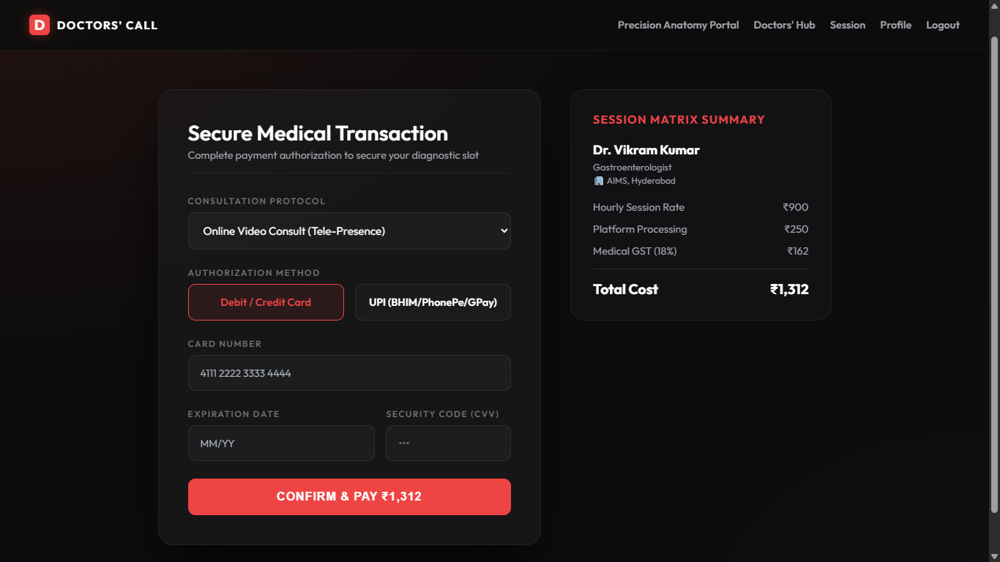 D DOCTORS' CALL
Precision Anatomy Portal Doctors' Hub Session Profile Logout
Secure Medical Transaction
Complete payment authorization to secure your diagnostic slot
CONSULTATION PROTOCOL
Online Video Consult (Tele-Presence)
AUTHORIZATION METHOD
Debit / Credit Card UPI (BHIM/PhonePe/GPay)
CARD NUMBER
4111 2222 3333 4444
EXPIRATION DATE SECURITY CODE (CVV)
MM/YY •••
CONFIRM & PAY ₹1,312
SESSION MATRIX SUMMARY
Dr. Vikram Kumar
Gastroenterologist
🏢 AIMS, Hyderabad
Hourly Session Rate ₹900
Platform Processing ₹250
Medical GST (18%) ₹162
Total Cost ₹1,312